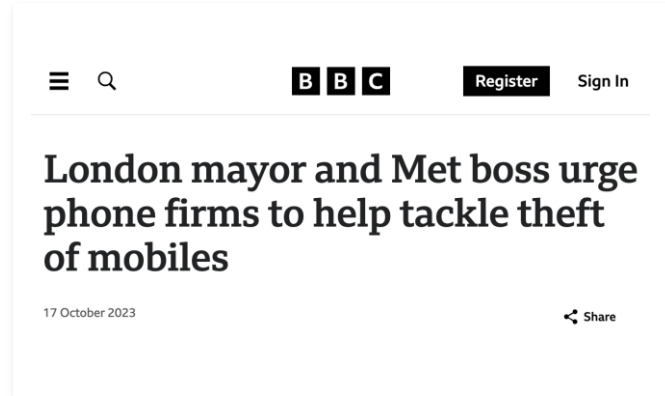 BBC
Register
Sign In
London mayor and Met boss urge
phone firms to help tackle theft
of mobiles
17 October 2023
Share